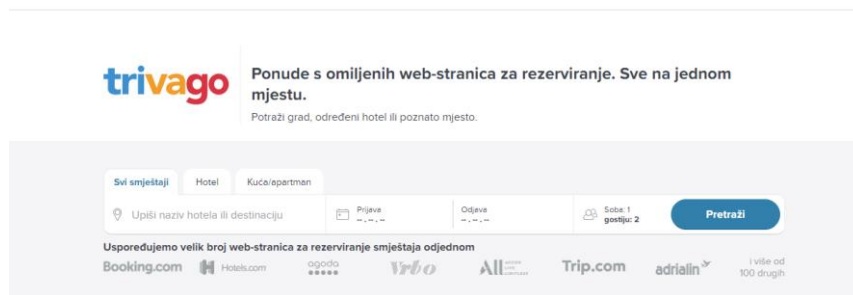 trivago
Ponude s omiljenih web-stranica za rezerviranje. Sve na jednom
mjestu.
Potraži grad, određeni hotel ili poznato mjesto.
Svi smještaji Hotel Kuća/apartman
Upiši naziv hotela ili destinaciju
Prijava
-- . -- . --
Odjava
-- . -- . --
Soba: 1
gostiju: 2
Pretraži
Uspoređujemo velik broj web-stranica za rezerviranje smještaja odjednom
Booking.com Hotels.com agoda Vrbo All Trip.com adrialin
i više od
100 drugih